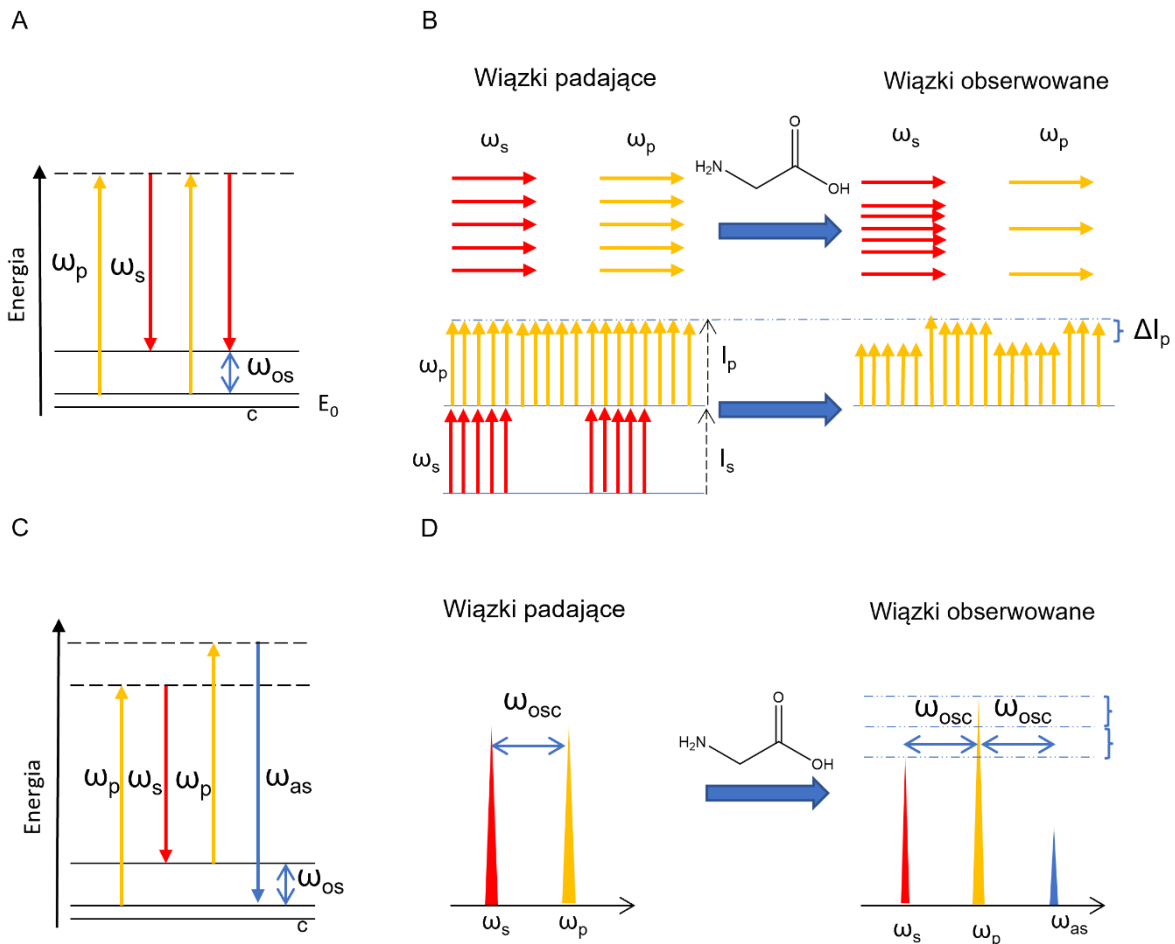 A
Energia
ωp
ωs
ωos
c
E0
B
Wiązki padające
Wiązki obserwowane
ωs
ωp
O
H2N
OH
ωs
ωp
ωp
Ip
ΔIp
ωs
Is
C
Energia
ωp
ωs
ωp
ωas
ωos
c
D
Wiązki padające
Wiązki obserwowane
ωosc
O
H2N
OH
ωosc
ωosc
ωs
ωp
ωs
ωp
ωas